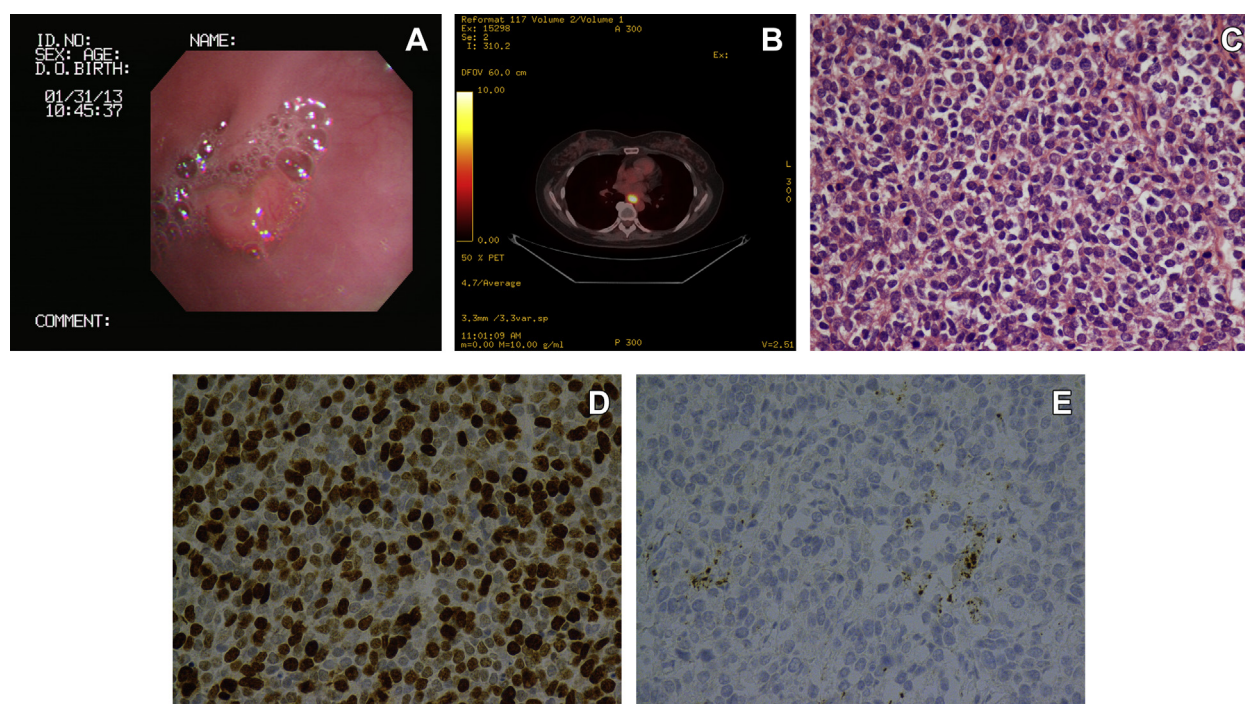 ID.NO:
NAME:
SEX: AGE:
D.O.BIRTH:
01/31/13
10:45:37
COMMENT:
A
Reformat 117 Volume 2/Volume 1
Ex: 15298
Se: 2
I: 310.2
A 300
Ex:
DFOV 60.0 cm
10.00
0.00
L
3
0
0
50 % PET
4.7/Average
3.3mm /3.3var.sp
11:01:09 AM
m=0.00 M=10.00 g/ml
P 300
V=2.51
B
C
D
E